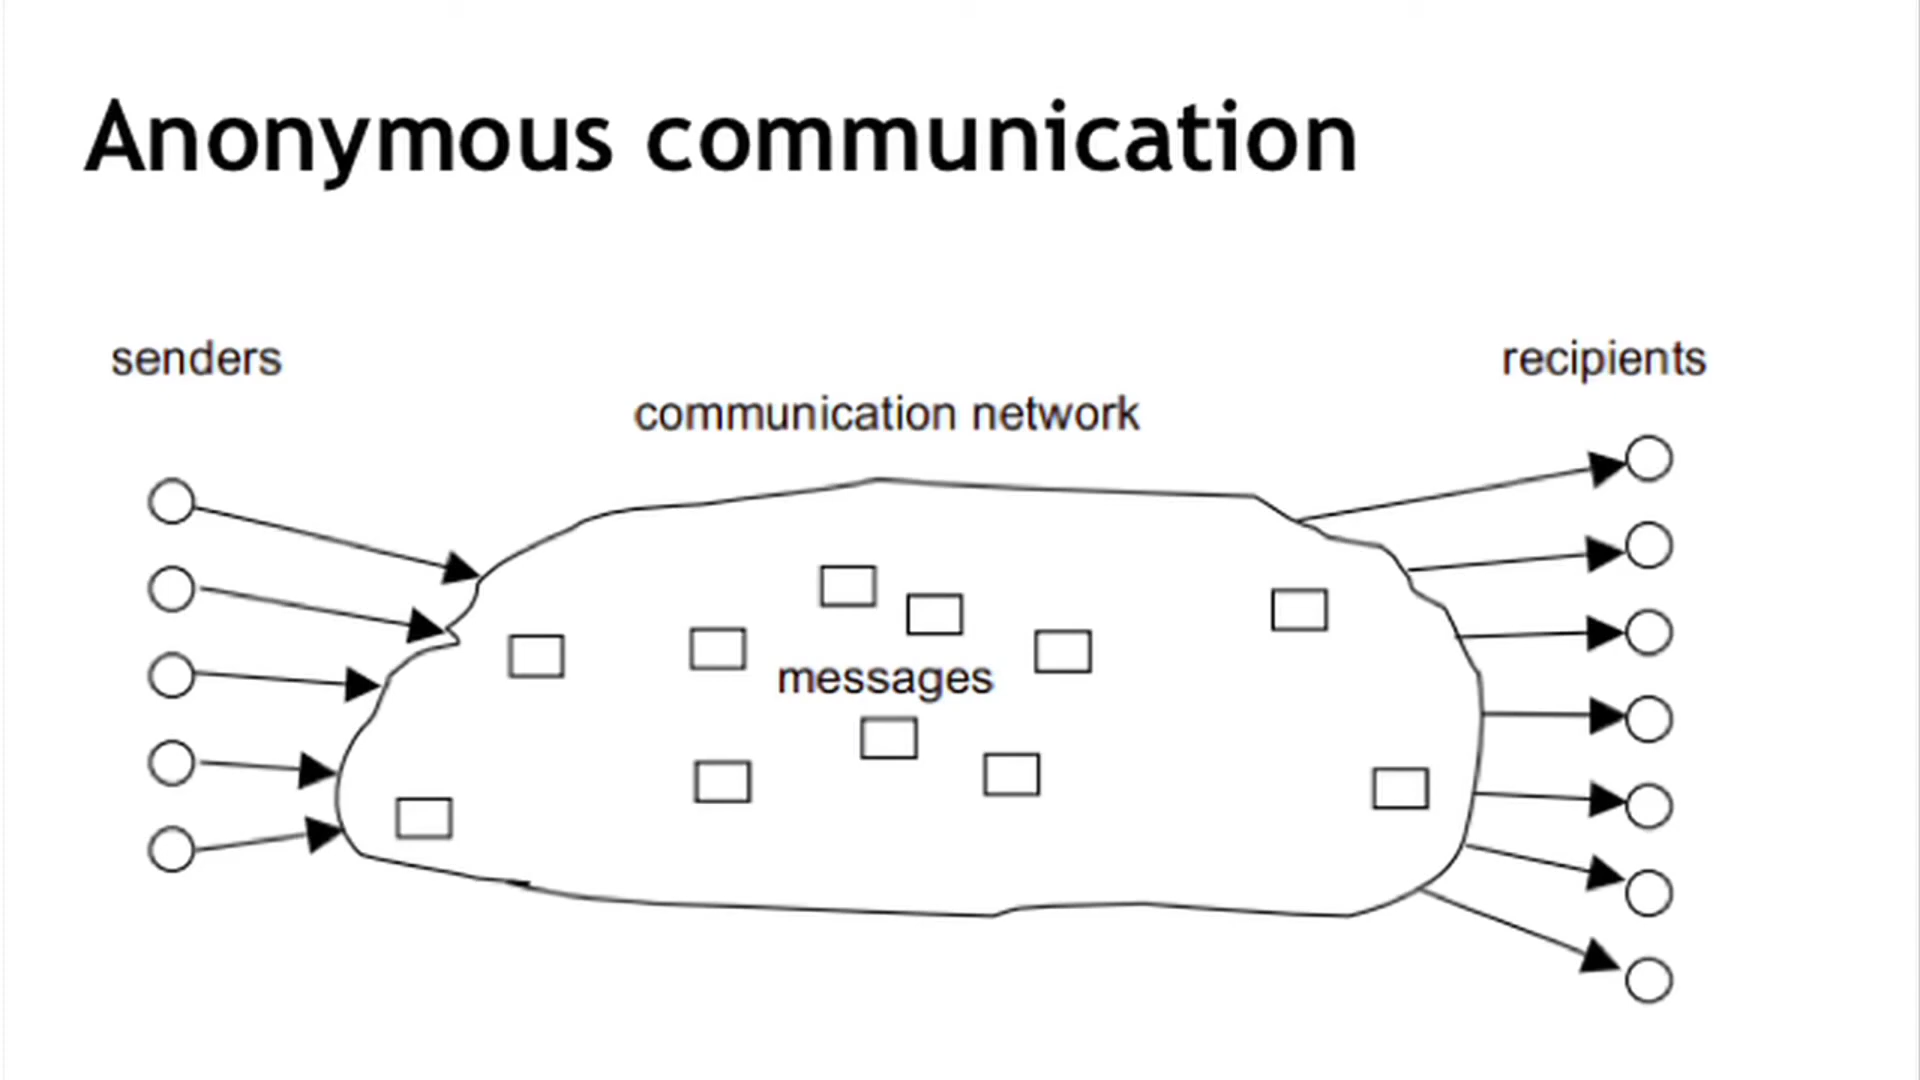 Anonymous communication
senders
recipients
communication network
messages